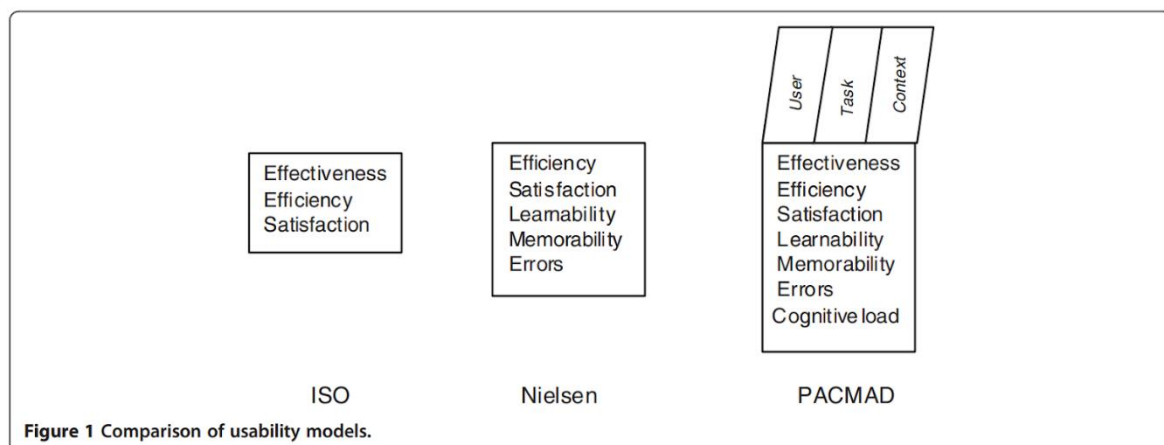 User
Task
Context
Effectiveness
Efficiency
Satisfaction
Efficiency
Satisfaction
Learnability
Memorability
Errors
Effectiveness
Efficiency
Satisfaction
Learnability
Memorability
Errors
Cognitive load
ISO
Nielsen
PACMAD
Figure 1 Comparison of usability models.